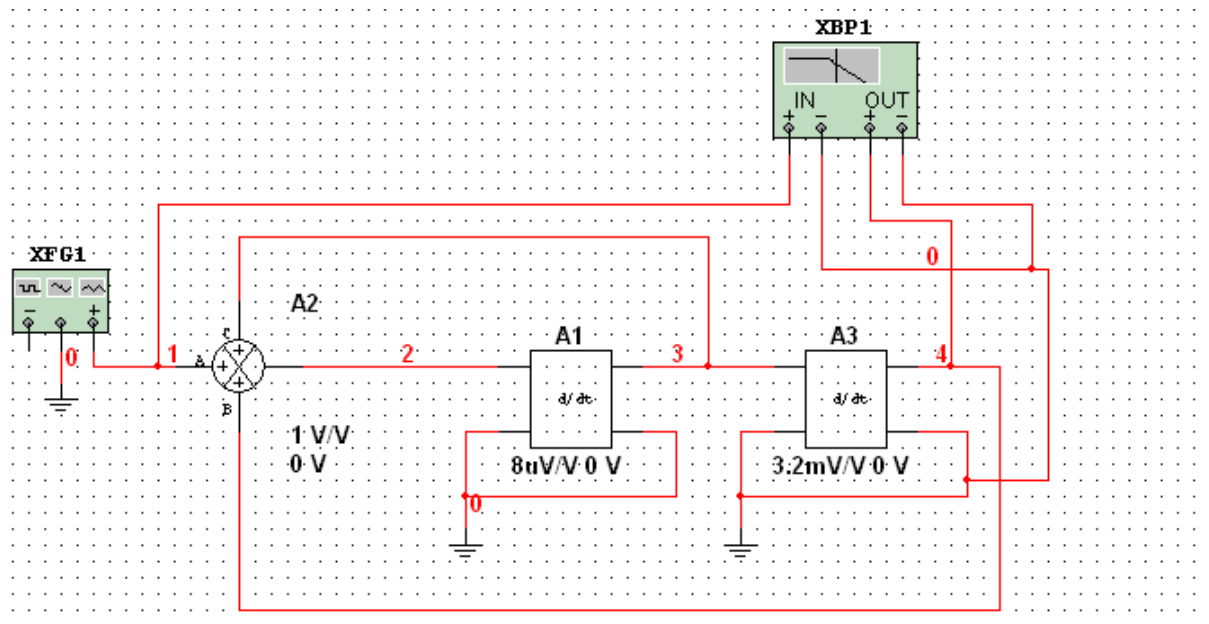 XBP1
IN OUT
+ − + −
XFG1
− +
0
1
A2
C
A
B
+
+
+
1 V/V
0 V
2
A1
d/dt
8uV/V 0 V
0
3
A3
d/dt
3.2mV/V 0 V
4
0